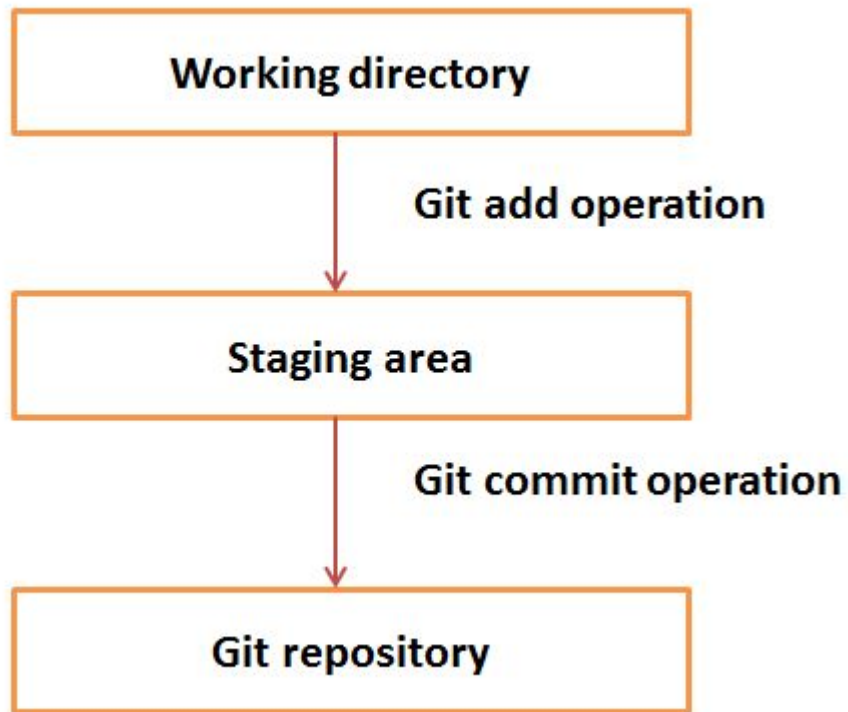 Working directory
Git add operation
Staging area
Git commit operation
Git repository